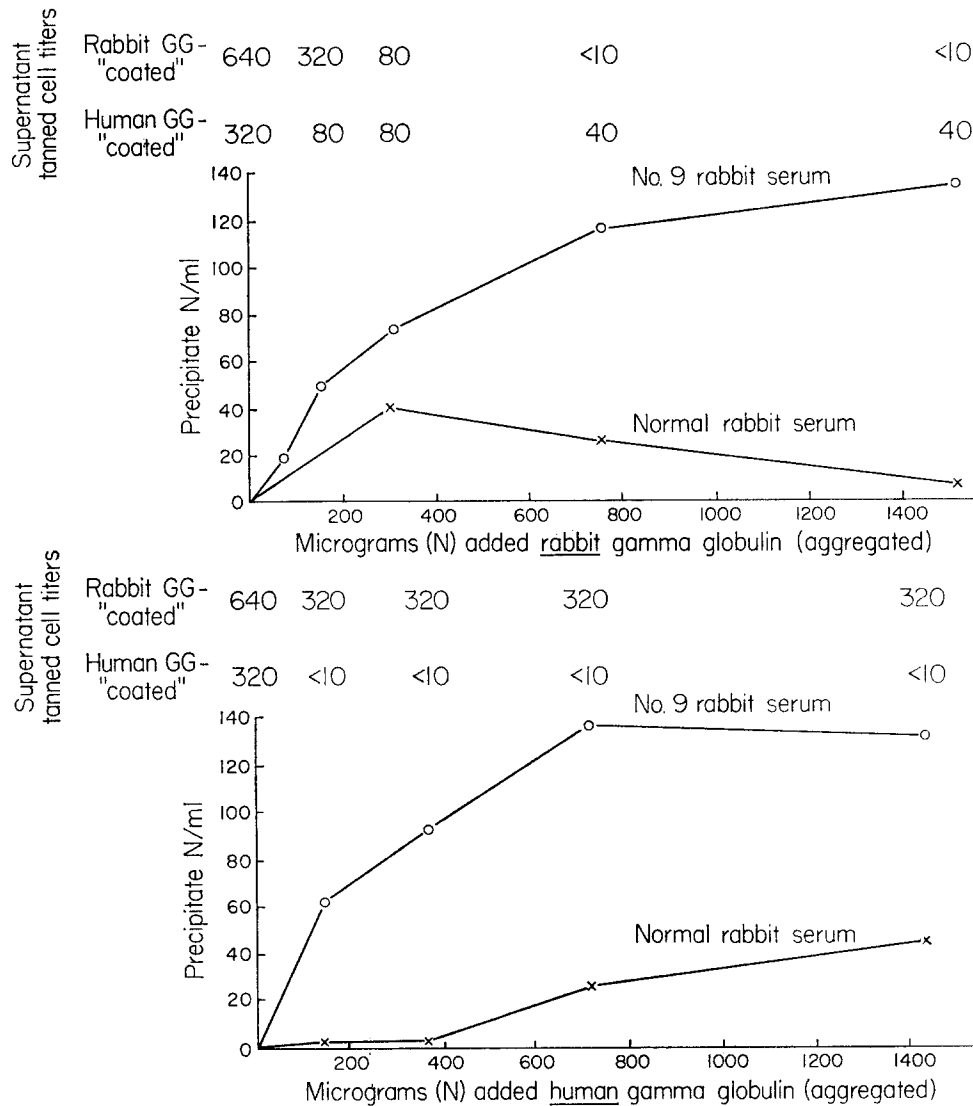 Supernatant
tanned cell titers
Rabbit GG-
"coated" 640 320 80 <10 <10
Human GG-
"coated" 320 80 80 40 40
140
120
100
80
60
40
20
0
Precipitate N/ml
No. 9 rabbit serum
Normal rabbit serum
200 400 600 800 1000 1200 1400
Micrograms (N) added rabbit gamma globulin (aggregated)
Supernatant
tanned cell titers
Rabbit GG-
"coated" 640 320 320 320 320
Human GG-
"coated" 320 <10 <10 <10 <10
140
120
100
80
60
40
20
0
Precipitate N/ml
No. 9 rabbit serum
Normal rabbit serum
200 400 600 800 1000 1200 1400
Micrograms (N) added human gamma globulin (aggregated)